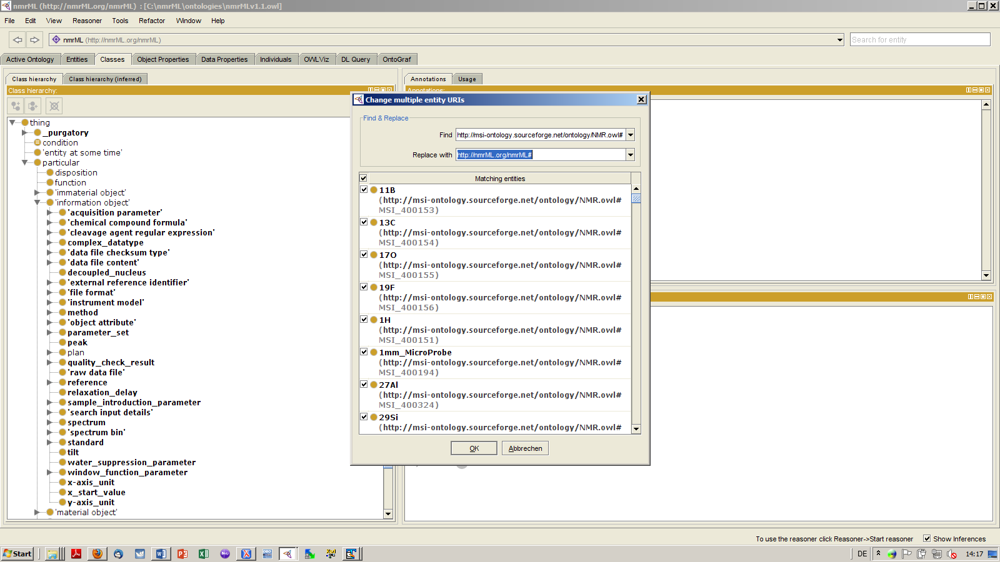 nmrML (http://nmrML.org/nmrML) : [C:\nmrML\ontologies\nmrMLv1.1.owl]
File Edit View Reasoner Tools Refactor Window Help
nmrML (http://nmrML.org/nmrML)
Search for entity
Active Ontology Entities Classes Object Properties Data Properties Individuals OWLViz DL Query OntoGraf
Class hierarchy Class hierarchy (inferred)
Class hierarchy:
thing
_purgatory
condition
'entity at some time'
particular
disposition
function
'immaterial object'
'information object'
'acquisition parameter'
'chemical compound formula'
'cleavage agent regular expression'
complex_datatype
'data file checksum type'
'data file content'
decoupled_nucleus
'external reference identifier'
'file format'
'instrument model'
method
'object attribute'
parameter_set
peak
plan
quality_check_result
'raw data file'
reference
relaxation_delay
sample_introduction_parameter
'search input details'
spectrum
'spectrum bin'
standard
tilt
water_suppression_parameter
window_function_parameter
x-axis_unit
x_start_value
y-axis_unit
'material object'
Annotations Usage
Annotations:
Change multiple entity URIs
Find & Replace
Find http://msi-ontology.sourceforge.net/ontology/NMR.owl#
Replace with http://nmrML.org/nmrML#
Matching entities
11B
(http://msi-ontology.sourceforge.net/ontology/NMR.owl#
MSI_400153)
13C
(http://msi-ontology.sourceforge.net/ontology/NMR.owl#
MSI_400154)
17O
(http://msi-ontology.sourceforge.net/ontology/NMR.owl#
MSI_400155)
19F
(http://msi-ontology.sourceforge.net/ontology/NMR.owl#
MSI_400156)
1H
(http://msi-ontology.sourceforge.net/ontology/NMR.owl#
MSI_400151)
1mm_MicroProbe
(http://msi-ontology.sourceforge.net/ontology/NMR.owl#
MSI_400194)
27Al
(http://msi-ontology.sourceforge.net/ontology/NMR.owl#
MSI_400324)
29Si
(http://msi-ontology.sourceforge.net/ontology/NMR.owl#
OK Abbrechen
To use the reasoner click Reasoner->Start reasoner Show Inferences
Start
DE
14:17